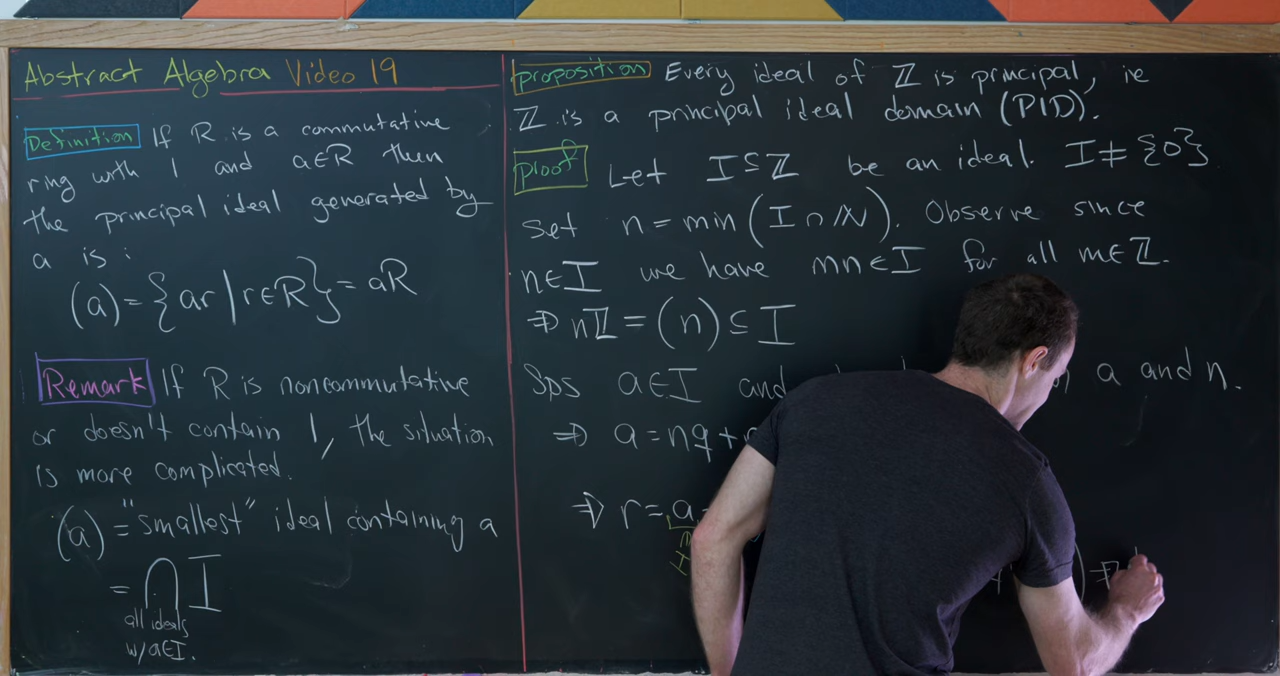 Abstract Algebra Video 19
Definition If R is a commutative
ring with 1 and a∈R then
the principal ideal generated by
a is:
(a) = {ar | r∈R} = aR
Remark If R is noncommutative
or doesn't contain 1, the situation
is more complicated.
(a) = "smallest" ideal containing a
= ⋂ I
all ideals
w/ a∈I.
proposition Every ideal of ℤ is principal, ie
ℤ is a principal ideal domain (PID).
proof Let I⊆ℤ be an ideal. I≠{0}.
Set n = min(I∩ℕ). Observe since
n∈I we have mn∈I for all m∈ℤ.
⇒ nℤ = (n) ⊆ I
Sps a∈I and a and n.
⇒ a = nq +
⇒ r = a -
I
) ⇒